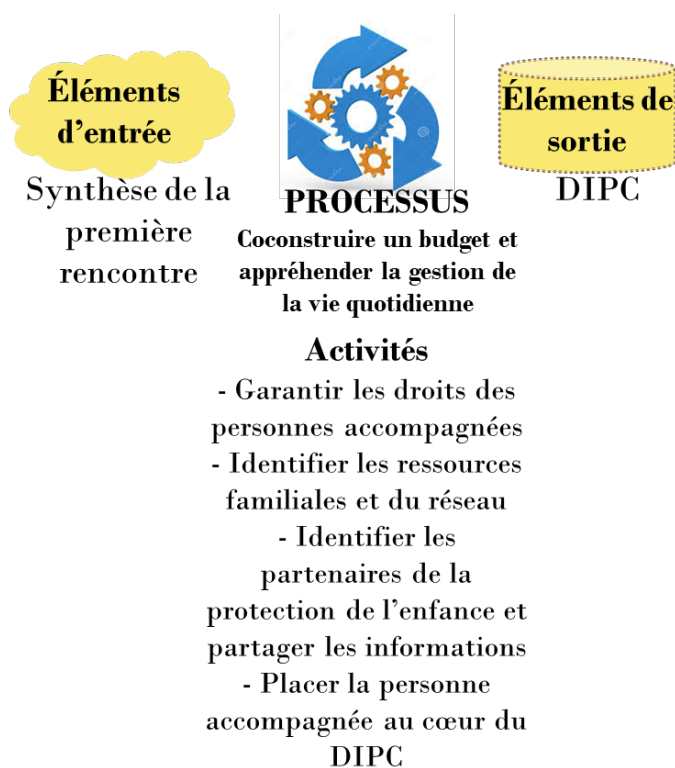 Éléments
d’entrée
Synthèse de la
première
rencontre
PROCESSUS
Coconstruire un budget et
appréhender la gestion de
la vie quotidienne
Éléments de
sortie
DIPC
Activités
- Garantir les droits des
personnes accompagnées
- Identifier les ressources
familiales et du réseau
- Identifier les
partenaires de la
protection de l’enfance et
partager les informations
- Placer la personne
accompagnée au cœur du
DIPC